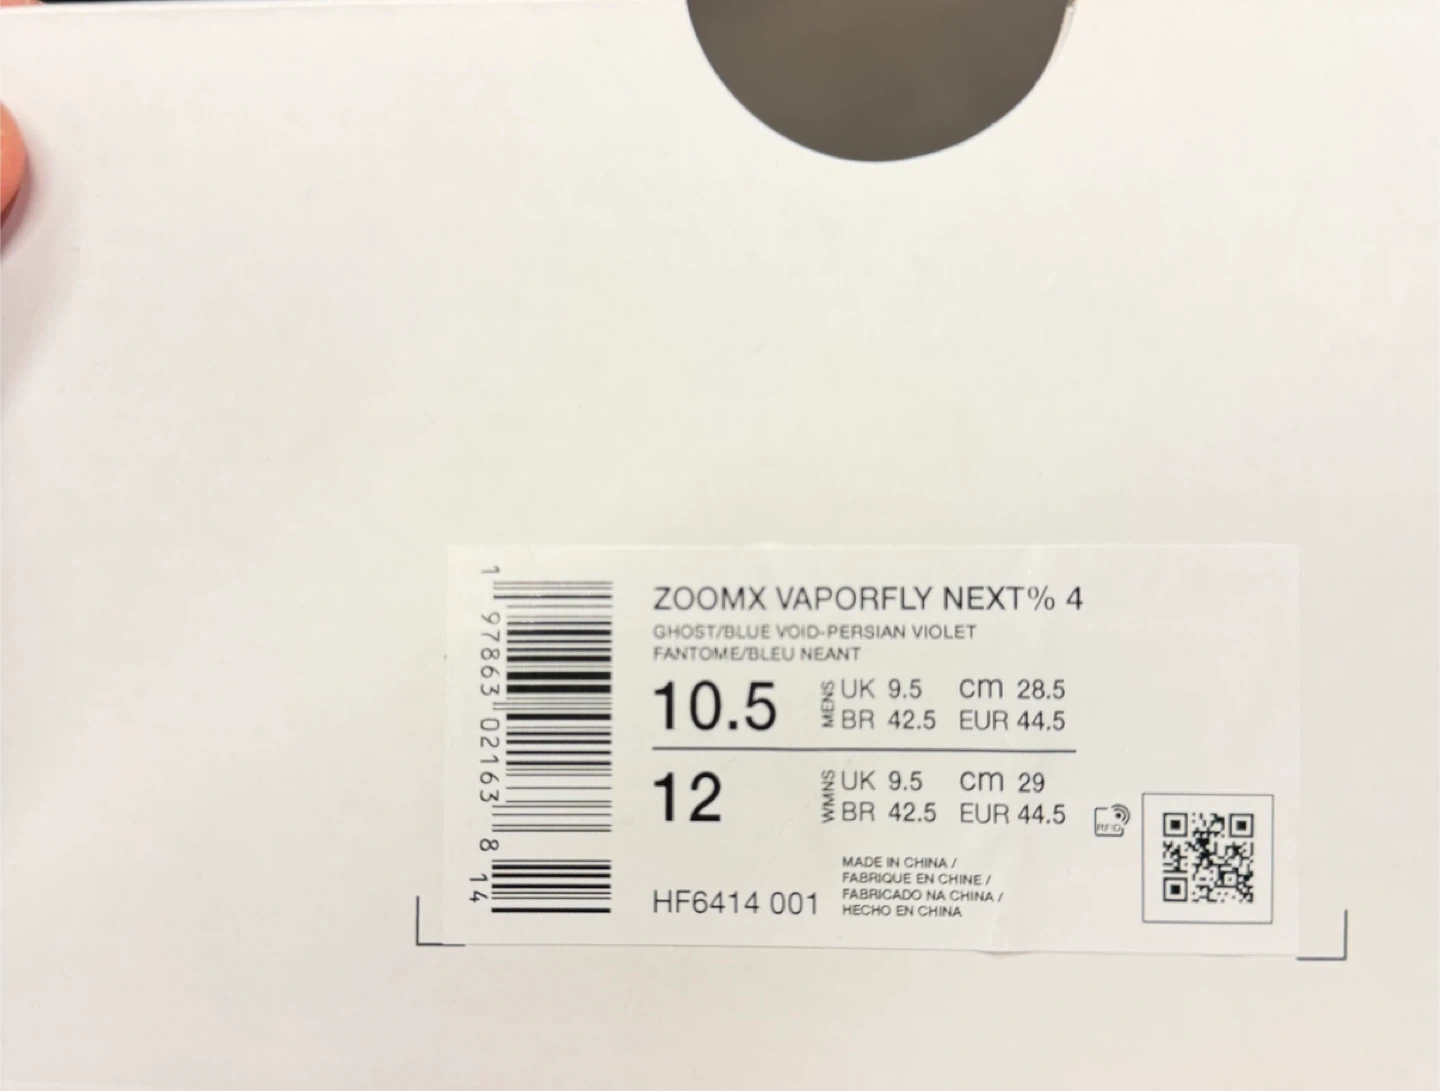 ZOOMX VAPORFLY NEXT% 4
GHOST/BLUE VOID-PERSIAN VIOLET
FANTOME/BLEU NEANT
10.5 MENS UK 9.5 cm 28.5
BR 42.5 EUR 44.5
12 WMNS UK 9.5 cm 29
BR 42.5 EUR 44.5
RFID
MADE IN CHINA /
FABRIQUE EN CHINE /
FABRICADO NA CHINA /
HECHO EN CHINA
HF6414 001
1 97863 02163 8 14